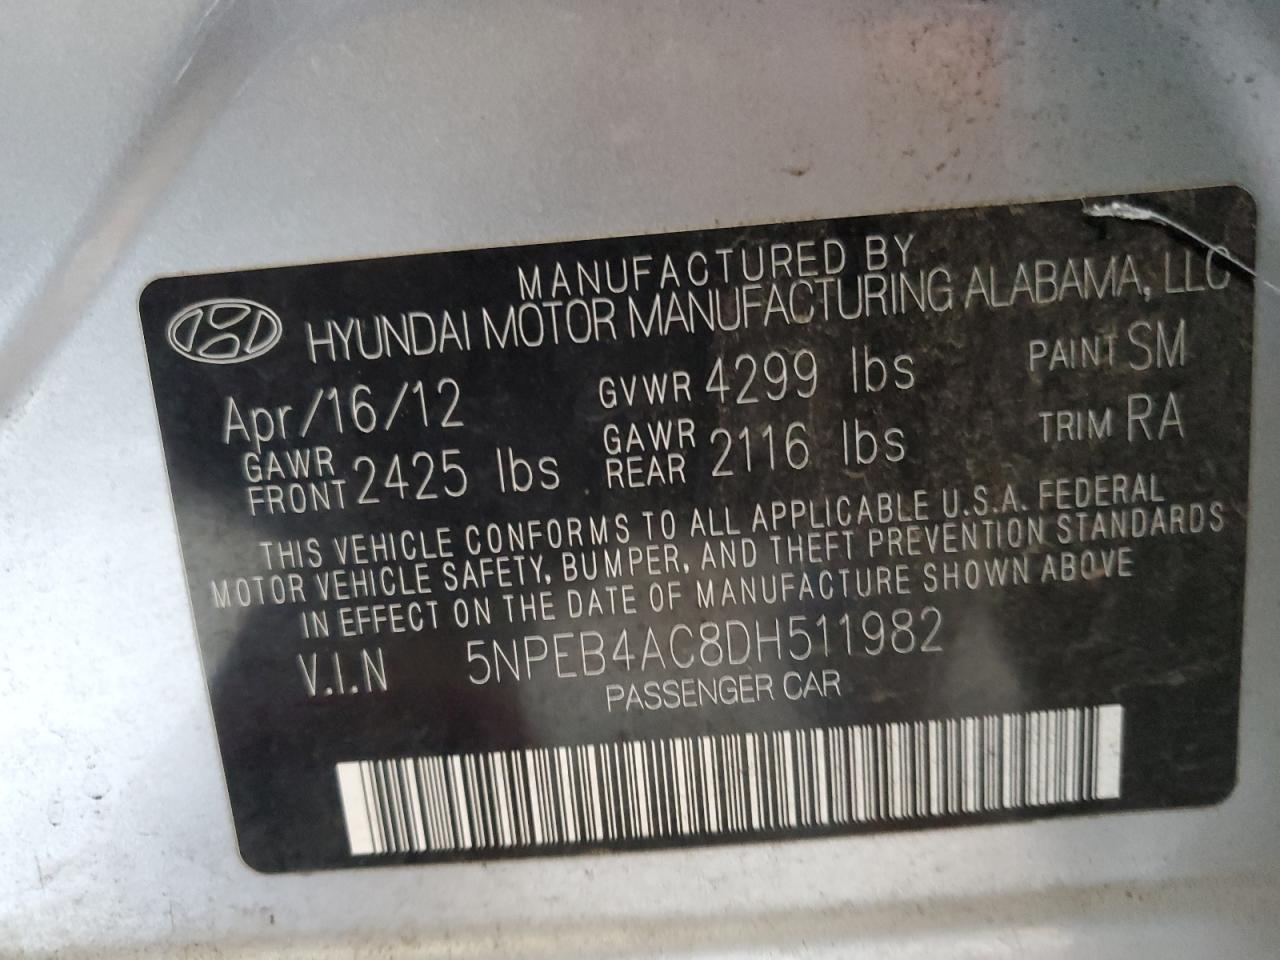 MANUFACTURED BY
HYUNDAI MOTOR MANUFACTURING ALABAMA, LLC
Apr/16/12 GVWR 4299 lbs PAINT SM
GAWR FRONT 2425 lbs GAWR REAR 2116 lbs TRIM RA
THIS VEHICLE CONFORMS TO ALL APPLICABLE U.S.A. FEDERAL
MOTOR VEHICLE SAFETY, BUMPER, AND THEFT PREVENTION STANDARDS
IN EFFECT ON THE DATE OF MANUFACTURE SHOWN ABOVE
V.I.N 5NPEB4AC8DH511982
PASSENGER CAR